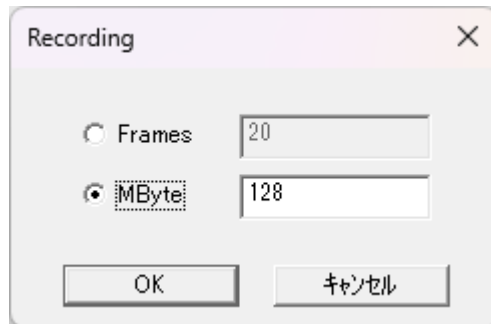 Recording
Frames 20
MByte 128
OK キャンセル